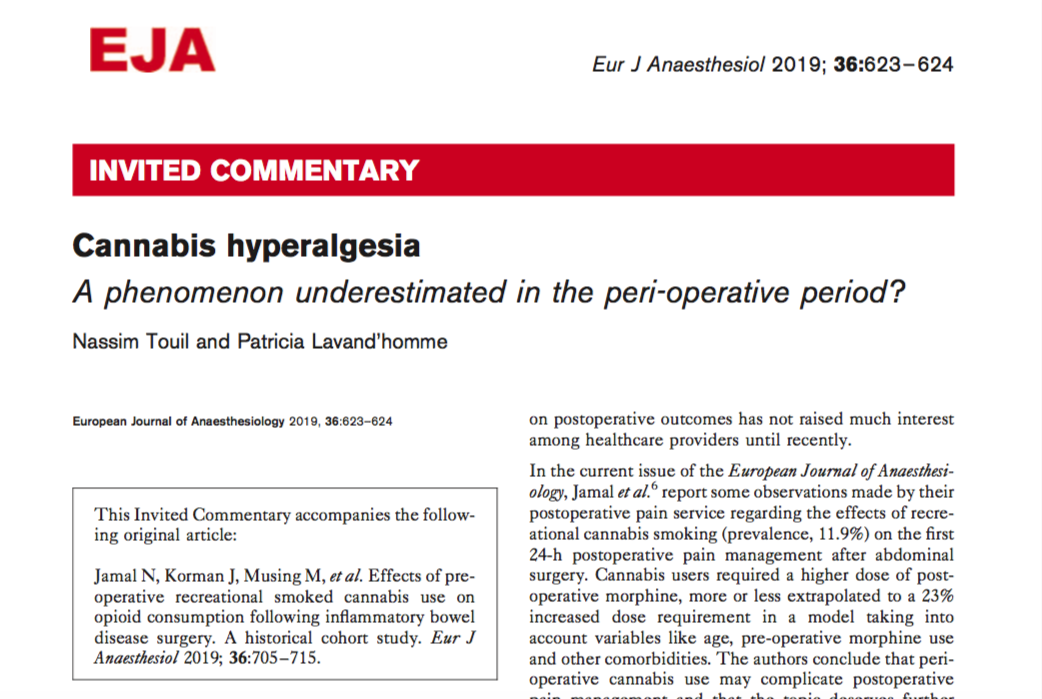 EJA
Eur J Anaesthesiol 2019; 36:623–624
INVITED COMMENTARY
Cannabis hyperalgesia
A phenomenon underestimated in the peri-operative period?
Nassim Touil and Patricia Lavand'homme
European Journal of Anaesthesiology 2019, 36:623–624
This Invited Commentary accompanies the follow-
ing original article:
Jamal N, Korman J, Musing M, et al. Effects of pre-
operative recreational smoked cannabis use on
opioid consumption following inflammatory bowel
disease surgery. A historical cohort study. Eur J
Anaesthesiol 2019; 36:705–715.
on postoperative outcomes has not raised much interest
among healthcare providers until recently.
In the current issue of the European Journal of Anaesthesi-
ology, Jamal et al.6 report some observations made by their
postoperative pain service regarding the effects of recre-
ational cannabis smoking (prevalence, 11.9%) on the first
24-h postoperative pain management after abdominal
surgery. Cannabis users required a higher dose of post-
operative morphine, more or less extrapolated to a 23%
increased dose requirement in a model taking into
account variables like age, pre-operative morphine use
and other comorbidities. The authors conclude that peri-
operative cannabis use may complicate postoperative